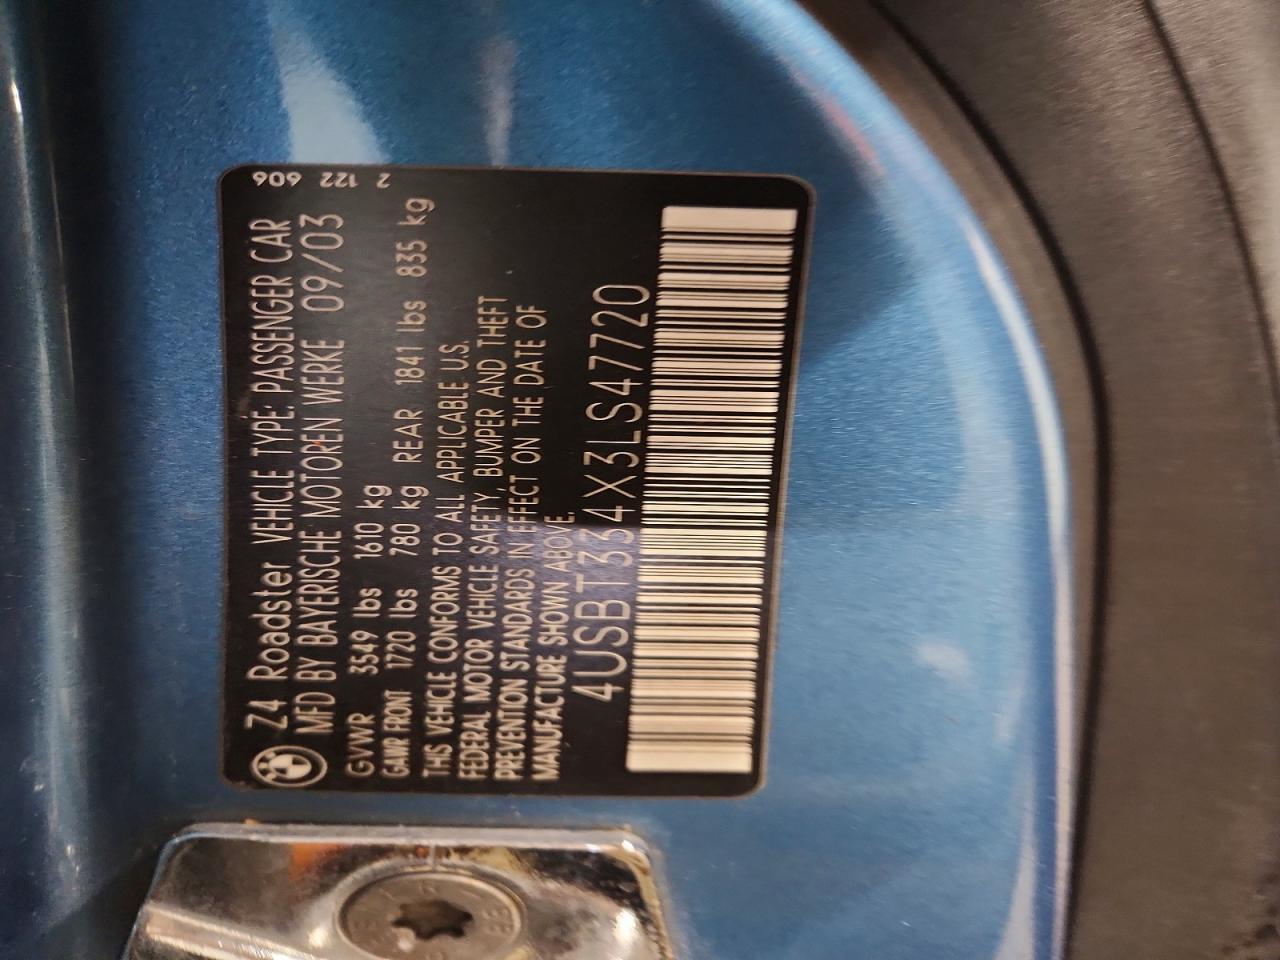 Z4 Roadster VEHICLE TYPE: PASSENGER CAR
MFD BY BAYERISCHE MOTOREN WERKE 09/03
GVWR 3549 lbs 1610 kg
GAWR FRONT 1720 lbs 780 kg REAR 1841 lbs 835 kg
THIS VEHICLE CONFORMS TO ALL APPLICABLE U.S.
FEDERAL MOTOR VEHICLE SAFETY, BUMPER AND THEFT
PREVENTION STANDARDS IN EFFECT ON THE DATE OF
MANUFACTURE SHOWN ABOVE.
4USBT334X3LS47720
2 122 606